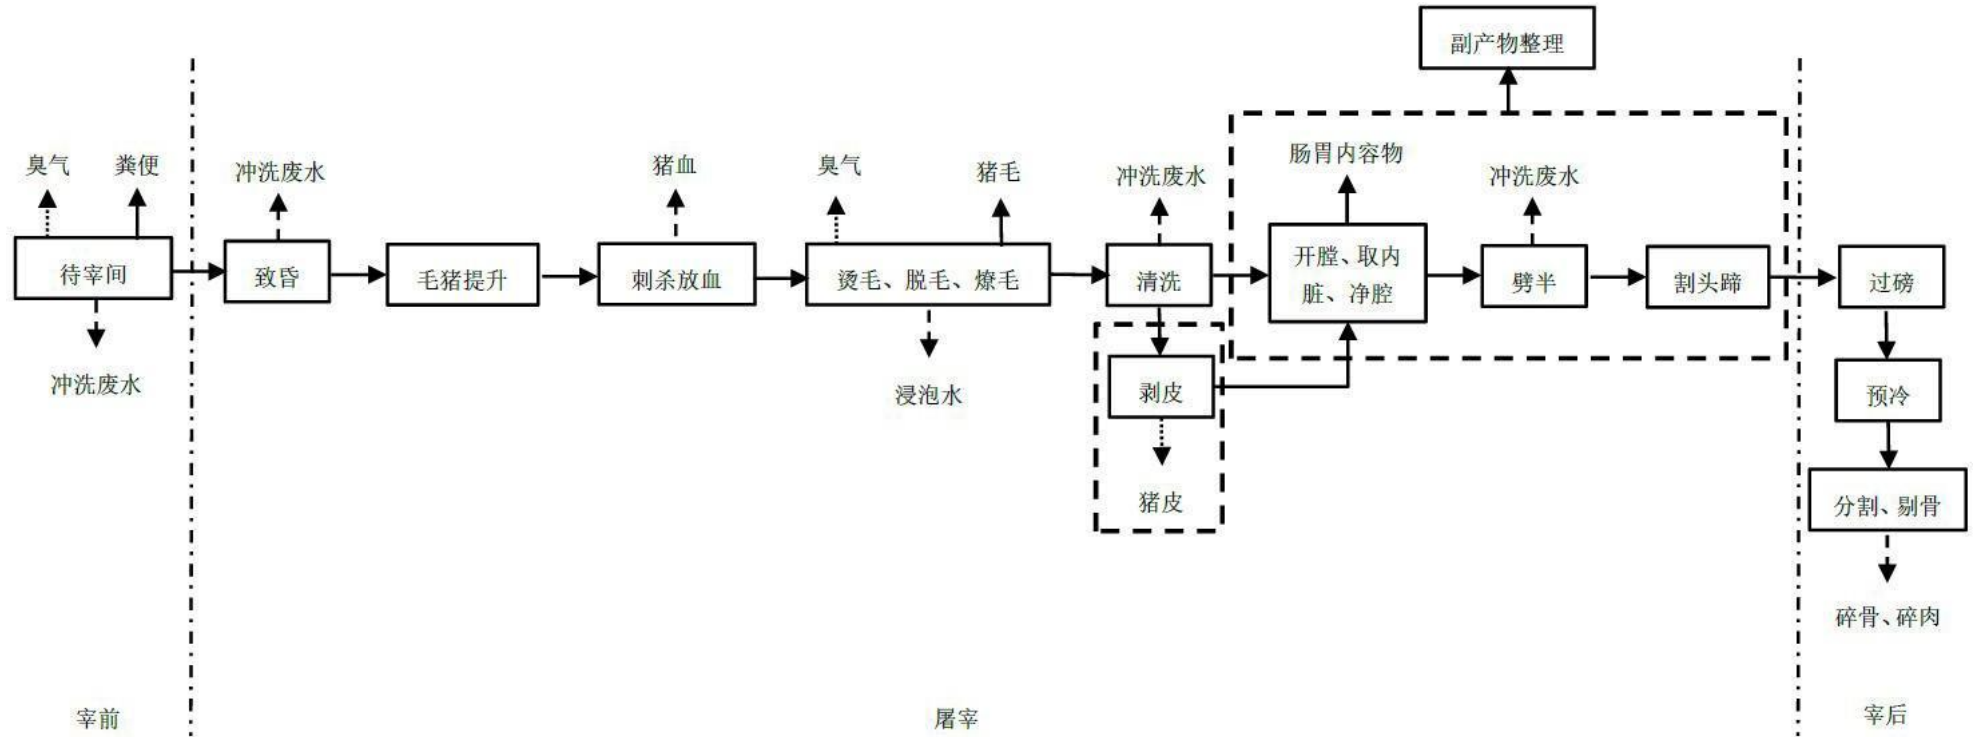 副产物整理
臭气
粪便
冲洗废水
猪血
臭气
猪毛
冲洗废水
肠胃内容物
冲洗废水
待宰间
致昏
毛猪提升
刺杀放血
烫毛、脱毛、燎毛
清洗
开膛、取内
脏、净腔
劈半
割头蹄
过磅
冲洗废水
浸泡水
剥皮
预冷
猪皮
分割、剔骨
碎骨、碎肉
宰前
屠宰
宰后